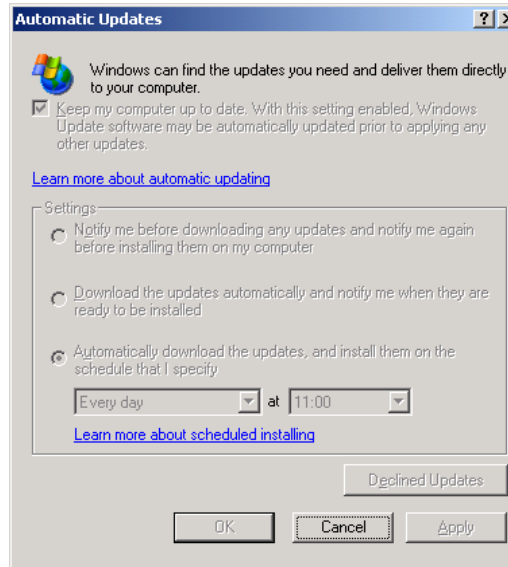 Automatic Updates
Windows can find the updates you need and deliver them directly
to your computer.
Keep my computer up to date. With this setting enabled, Windows
Update software may be automatically updated prior to applying any
other updates.
Learn more about automatic updating
Settings
Notify me before downloading any updates and notify me again
before installing them on my computer
Download the updates automatically and notify me when they are
ready to be installed
Automatically download the updates, and install them on the
schedule that I specify
Every day at 11:00
Learn more about scheduled installing
Declined Updates
OK Cancel Apply